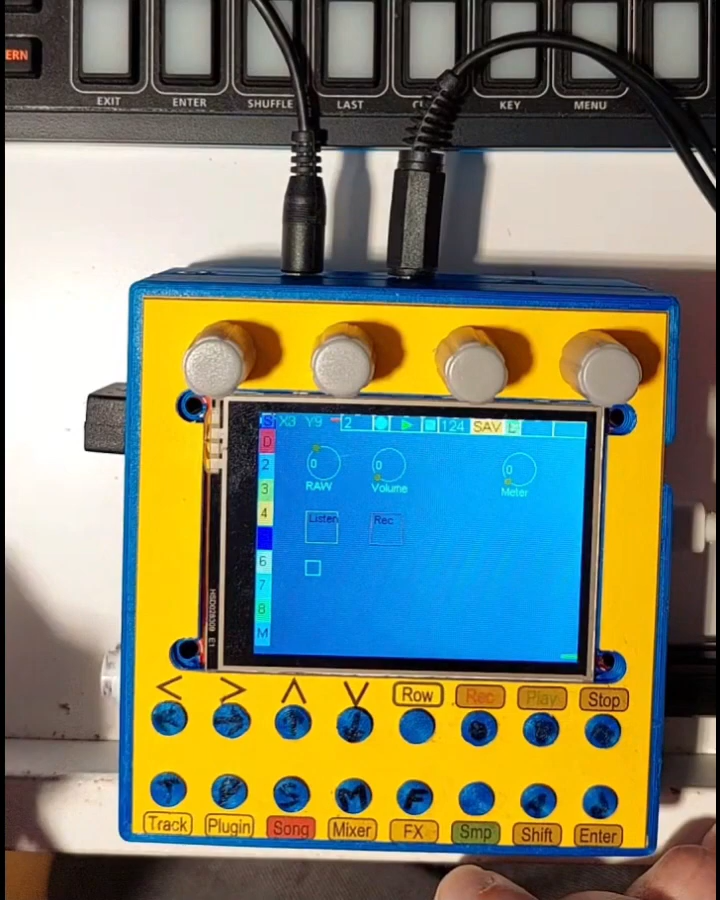 ERN
EXIT ENTER SHUFFLE LAST KEY MENU
S X3 Y9 2 124 SAV L
D
2
3
4
6
7
8
M
0 0 0
RAW Volume Meter
Listen Rec
HSD028309 E1
< > Λ V Row Rec Play Stop
Track Plugin Song Mixer FX Smp Shift Enter